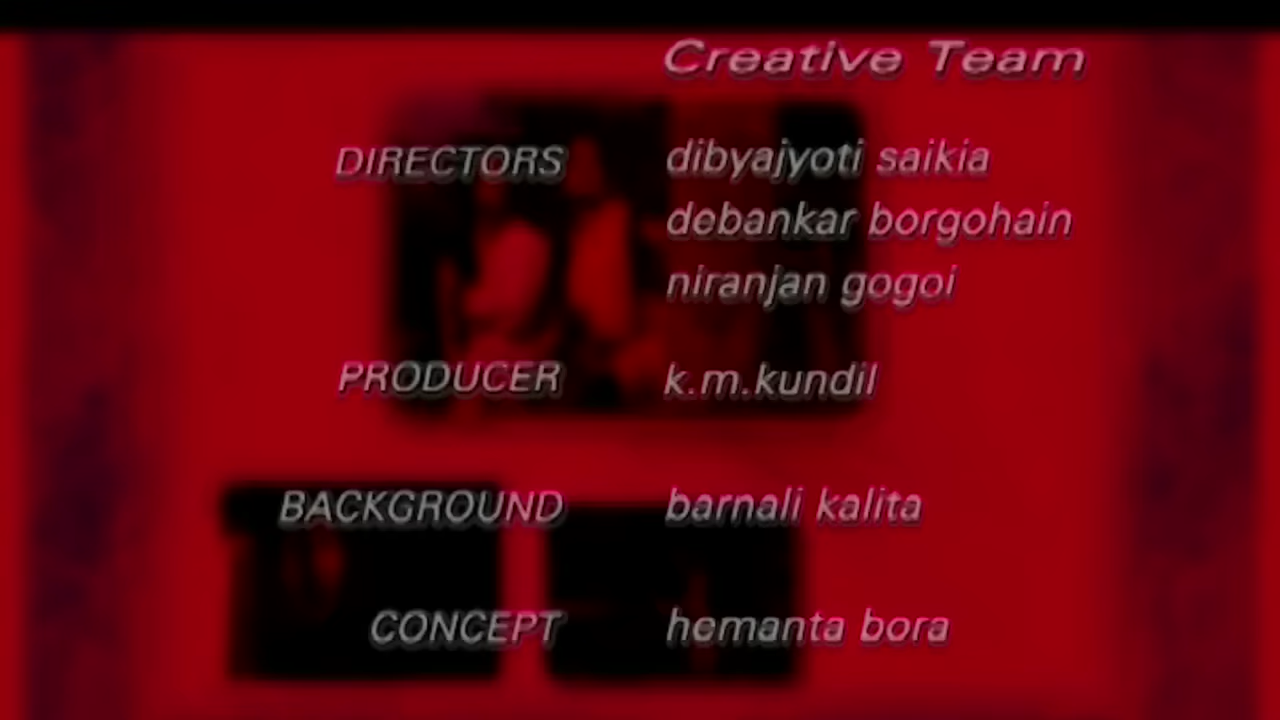 Creative Team
DIRECTORS dibyajyoti saikia
debankar borgohain
niranjan gogoi
PRODUCER k.m.kundil
BACKGROUND barnali kalita
CONCEPT hemanta bora